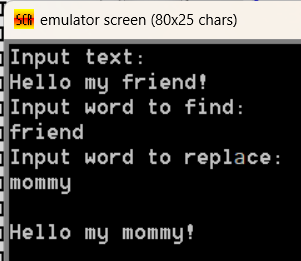 emulator screen (80x25 chars)
Input text:
Hello my friend!
Input word to find:
friend
Input word to replace:
mommy
Hello my mommy!